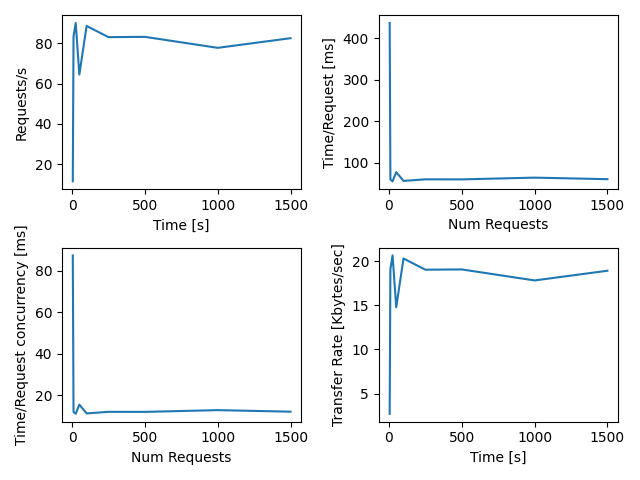 Requests/s
80
60
40
20
0 500 1000 1500
Time [s]
Time/Request [ms]
400
300
200
100
0 500 1000 1500
Num Requests
Time/Request concurrency [ms]
80
60
40
20
0 500 1000 1500
Num Requests
Transfer Rate [Kbytes/sec]
20
15
10
5
0 500 1000 1500
Time [s]